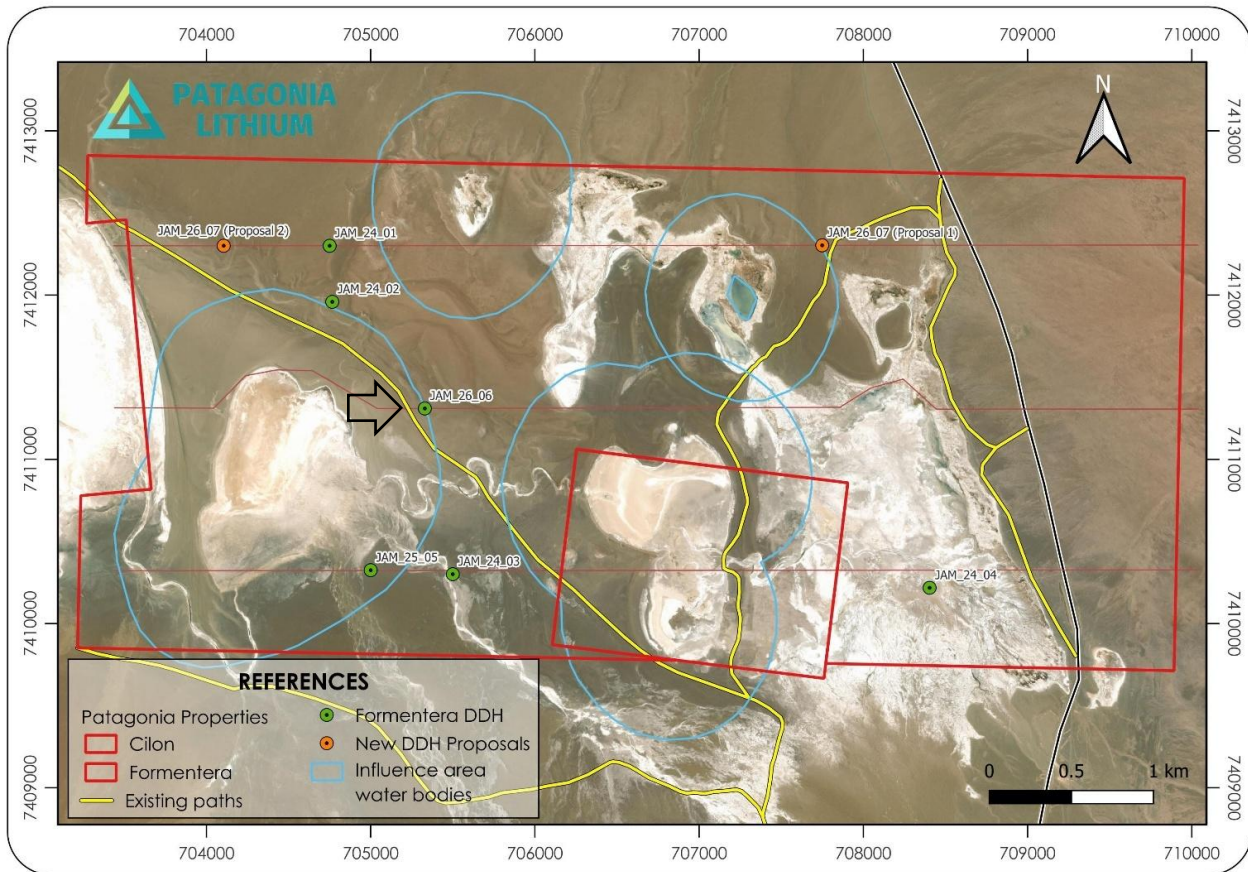 704000 705000 706000 707000 708000 709000 710000
7413000 7413000
PATAGONIA
LITHIUM
N
JAM_26_07 (Proposal 2)
JAM_24_01
JAM_26_07 (Proposal 1)
7412000 7412000
JAM_24_02
JAM_26_06
7411000 7411000
JAM_25_05
JAM_24_03
JAM_24_04
7410000 7410000
REFERENCES
Patagonia Properties
Cilon
Formentera
Existing paths
Formentera DDH
New DDH Proposals
Influence area
water bodies
0 0.5 1 km
7409000 7409000
704000 705000 706000 707000 708000 709000 710000